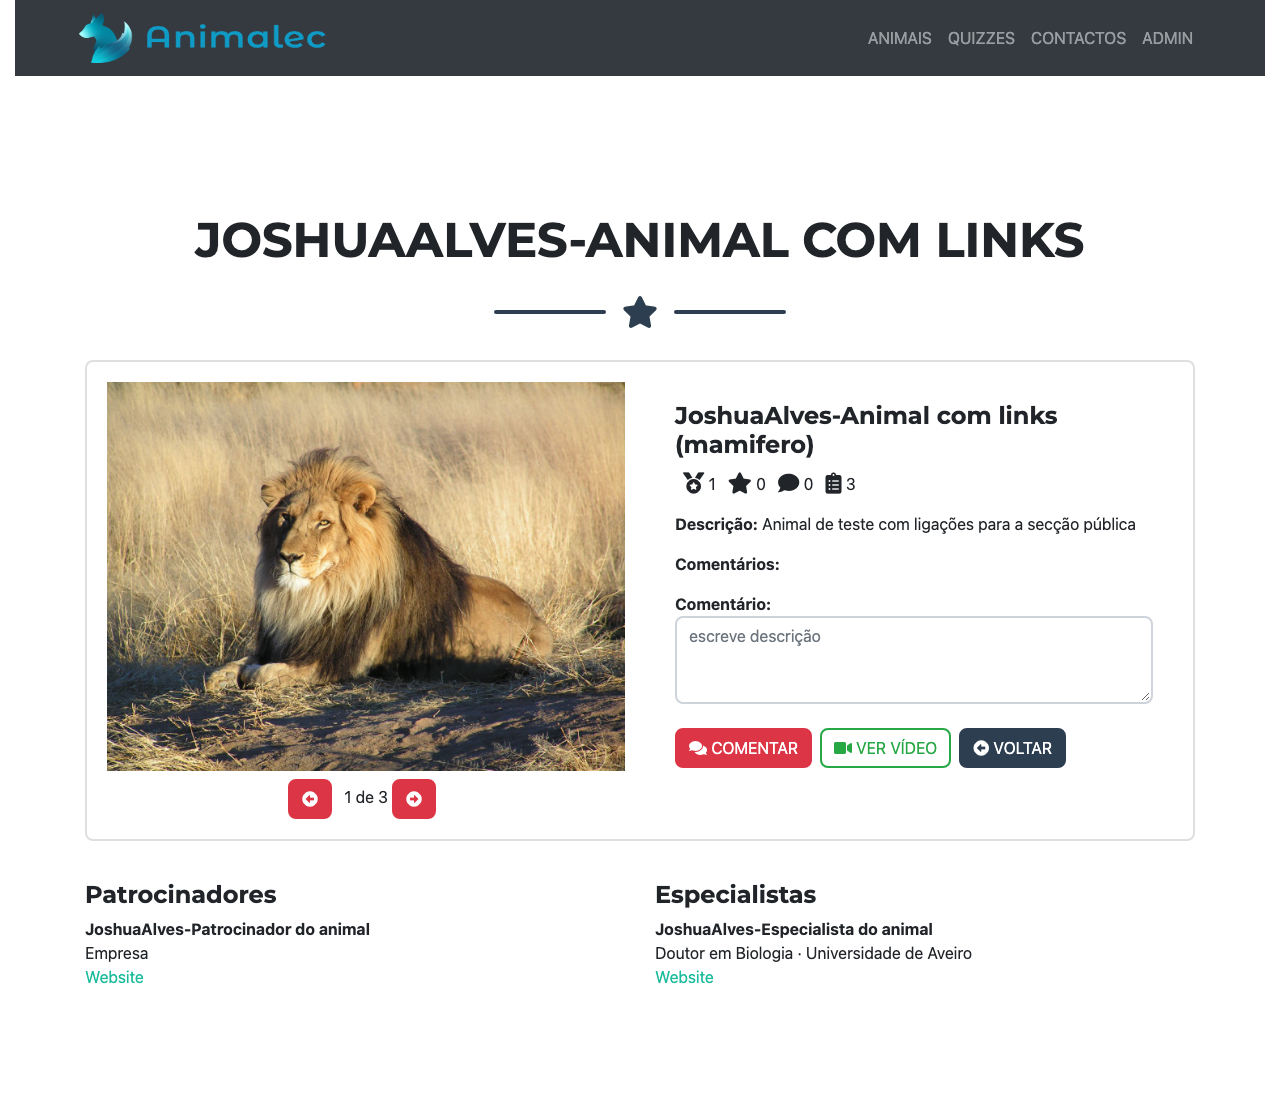 Animalec
ANIMAIS QUIZZES CONTACTOS ADMIN
JOSHUAALVES-ANIMAL COM LINKS
JoshuaAlves-Animal com links
(mamifero)
1 0 0 3
Descrição: Animal de teste com ligações para a secção pública
Comentários:
Comentário:
escreve descrição
COMENTAR VER VÍDEO VOLTAR
1 de 3
Patrocinadores
JoshuaAlves-Patrocinador do animal
Empresa
Website
Especialistas
JoshuaAlves-Especialista do animal
Doutor em Biologia · Universidade de Aveiro
Website